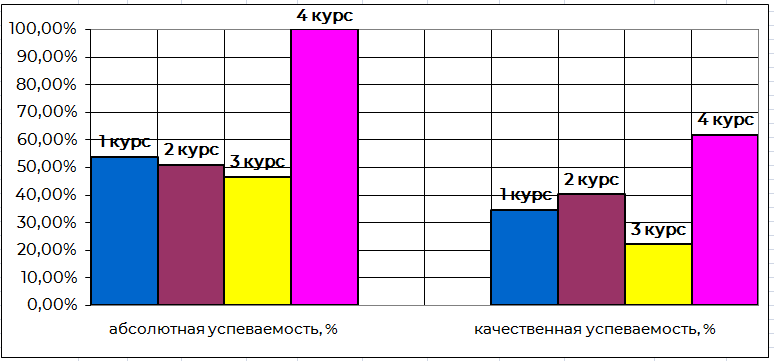 4 курс
100,00%
90,00%
80,00%
70,00%
60,00%
50,00%
40,00%
30,00%
20,00%
10,00%
0,00%
1 курс
2 курс
3 курс
4 курс
1 курс
2 курс
3 курс
абсолютная успеваемость, %
качественная успеваемость, %